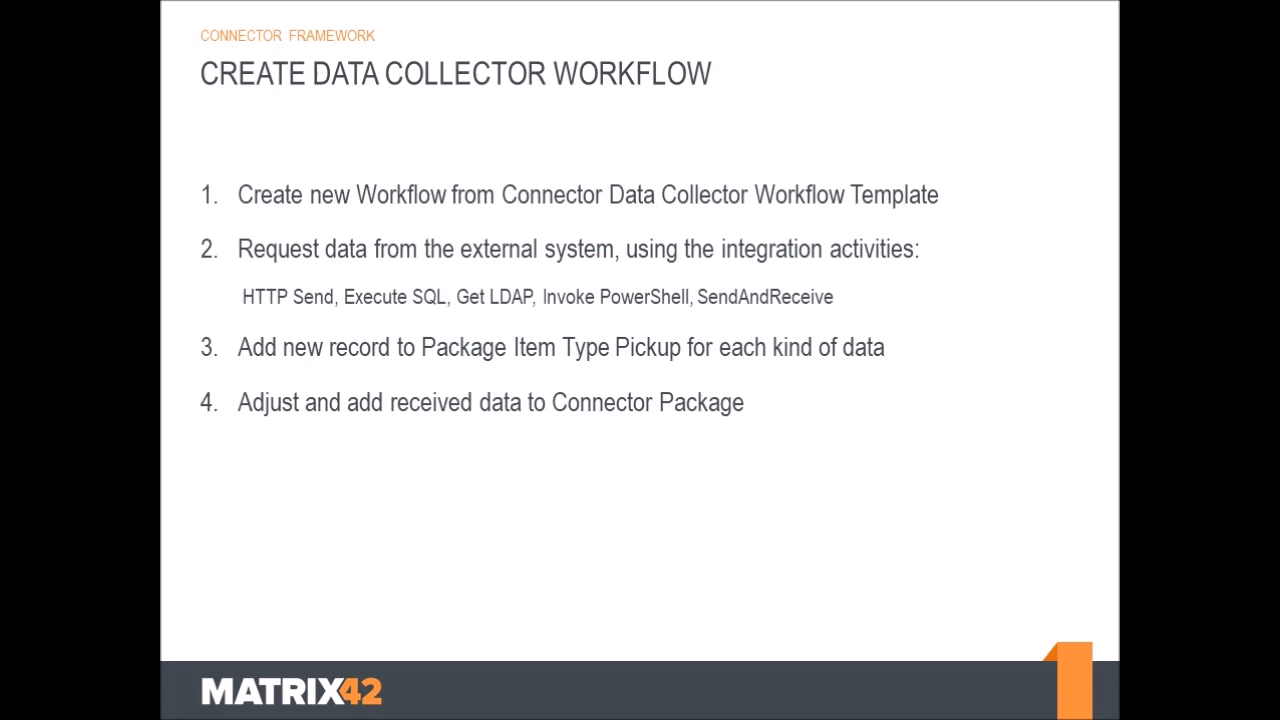 CONNECTOR FRAMEWORK
CREATE DATA COLLECTOR WORKFLOW
1. Create new Workflow from Connector Data Collector Workflow Template
2. Request data from the external system, using the integration activities:
HTTP Send, Execute SQL, Get LDAP, Invoke PowerShell, SendAndReceive
3. Add new record to Package Item Type Pickup for each kind of data
4. Adjust and add received data to Connector Package
MATRIX42
1